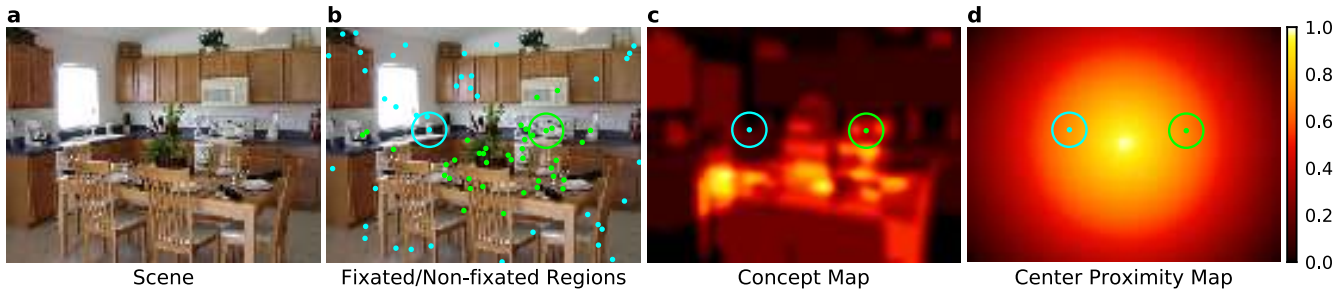 a
b
c
d
1.0
0.8
0.6
0.4
0.2
0.0
Scene
Fixated/Non-fixated Regions
Concept Map
Center Proximity Map